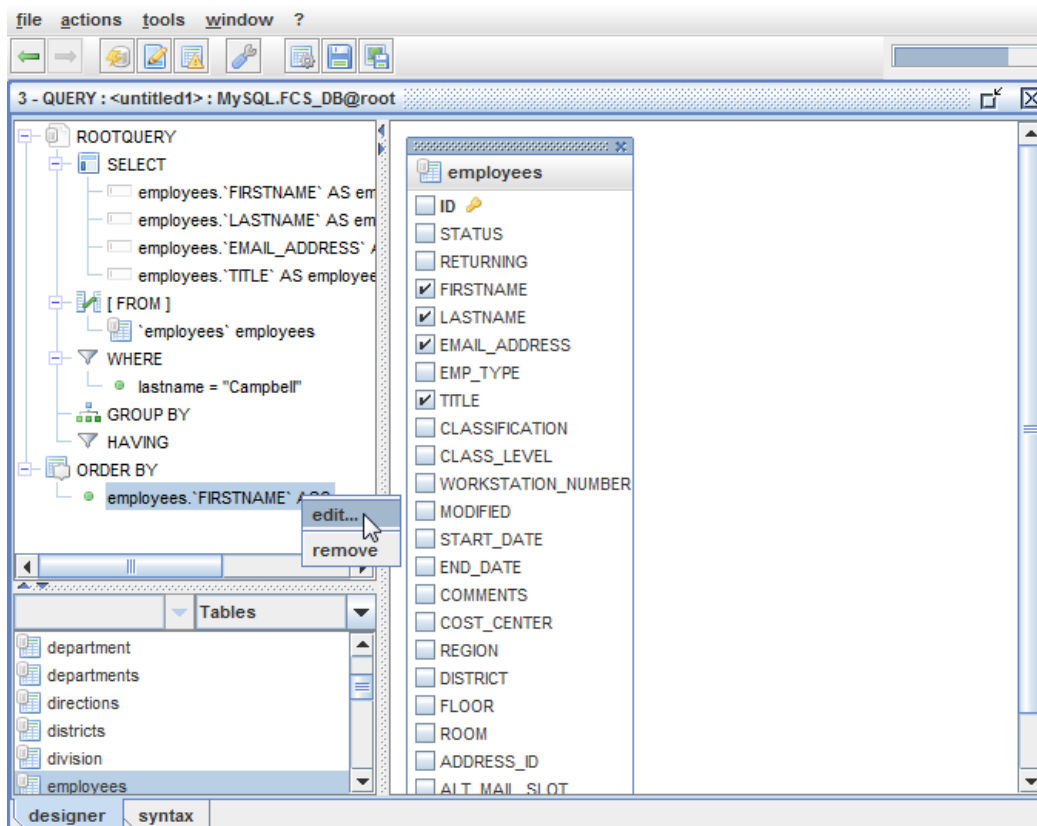 file actions tools window ?
3 - QUERY : <untitled1> : MySQL.FCS_DB@root
ROOTQUERY
SELECT
employees.`FIRSTNAME` AS em
employees.`LASTNAME` AS em
employees.`EMAIL_ADDRESS` A
employees.`TITLE` AS employee
[ FROM ]
`employees` employees
WHERE
lastname = "Campbell"
GROUP BY
HAVING
ORDER BY
employees.`FIRSTNAME` ASC
edit...
remove
Tables
department
departments
directions
districts
division
employees
employees
ID
STATUS
RETURNING
FIRSTNAME
LASTNAME
EMAIL_ADDRESS
EMP_TYPE
TITLE
CLASSIFICATION
CLASS_LEVEL
WORKSTATION_NUMBER
MODIFIED
START_DATE
END_DATE
COMMENTS
COST_CENTER
REGION
DISTRICT
FLOOR
ROOM
ADDRESS_ID
ALT_MAIL_SLOT
designer syntax